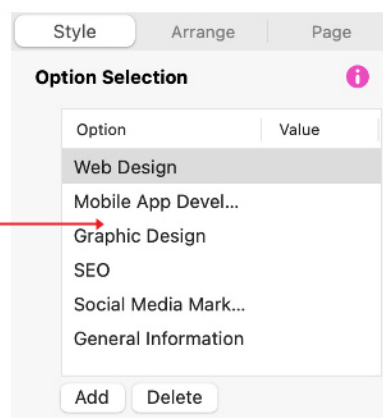 Style Arrange Page
Option Selection
Option Value
Web Design
Mobile App Devel...
Graphic Design
SEO
Social Media Mark...
General Information
Add Delete